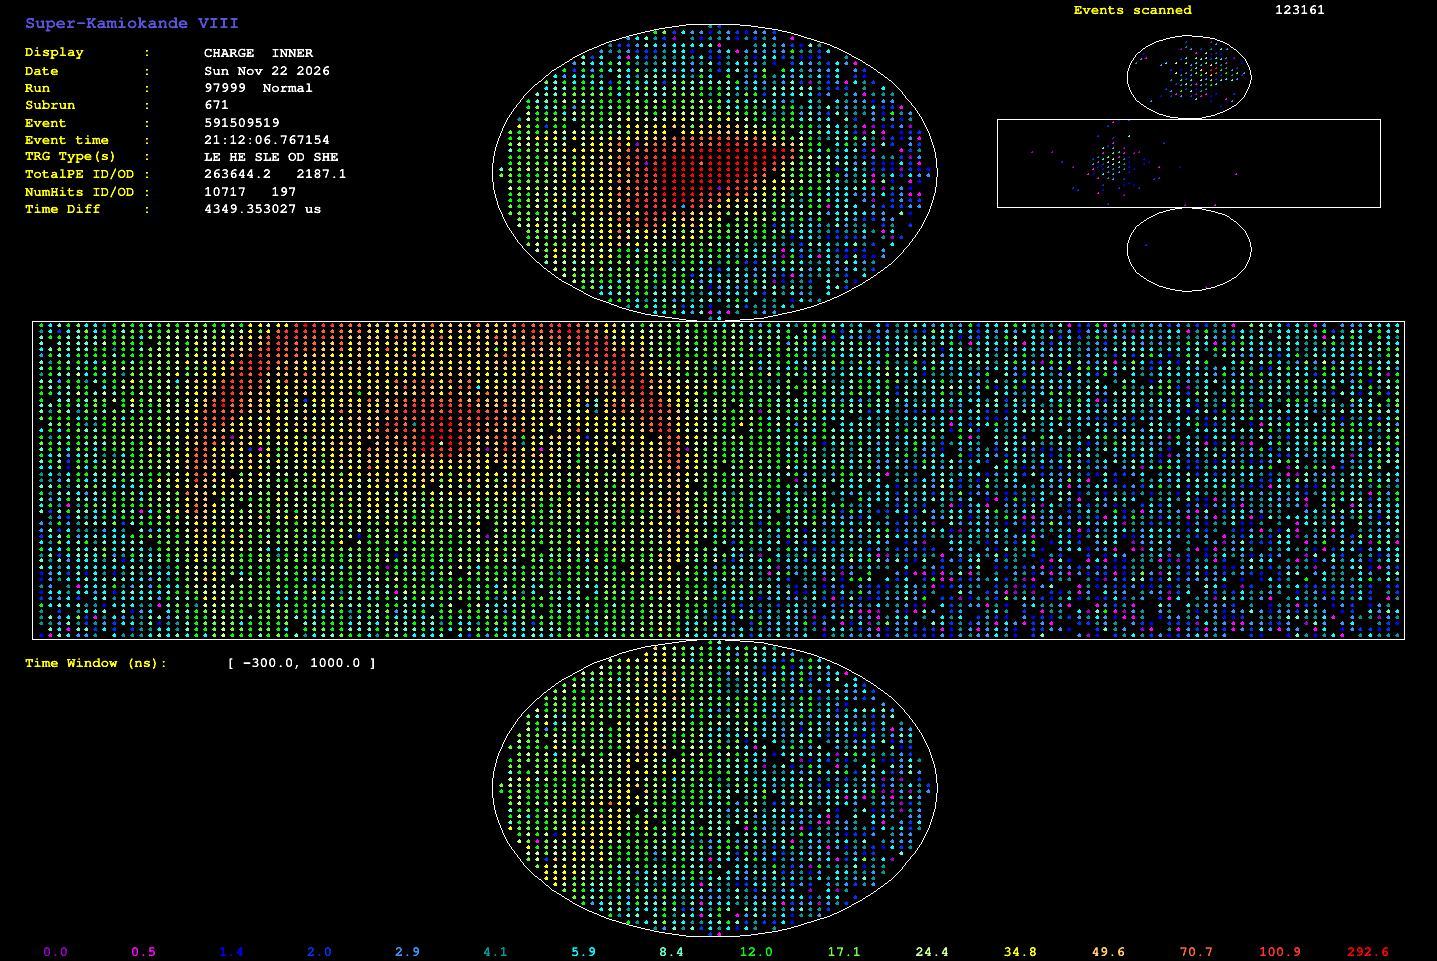 Super-Kamiokande VIII
Events scanned 123161
Display : CHARGE INNER
Date : Sun Nov 22 2026
Run : 97999 Normal
Subrun : 671
Event : 591509519
Event time : 21:12:06.767154
TRG Type(s) : LE HE SLE OD SHE
TotalPE ID/OD : 263644.2 2187.1
NumHits ID/OD : 10717 197
Time Diff : 4349.353027 us
Time Window (ns): [ -300.0, 1000.0 ]
0.0 0.5 1.4 2.0 2.9 4.1 5.9 8.4 12.0 17.1 24.4 34.8 49.6 70.7 100.9 292.6